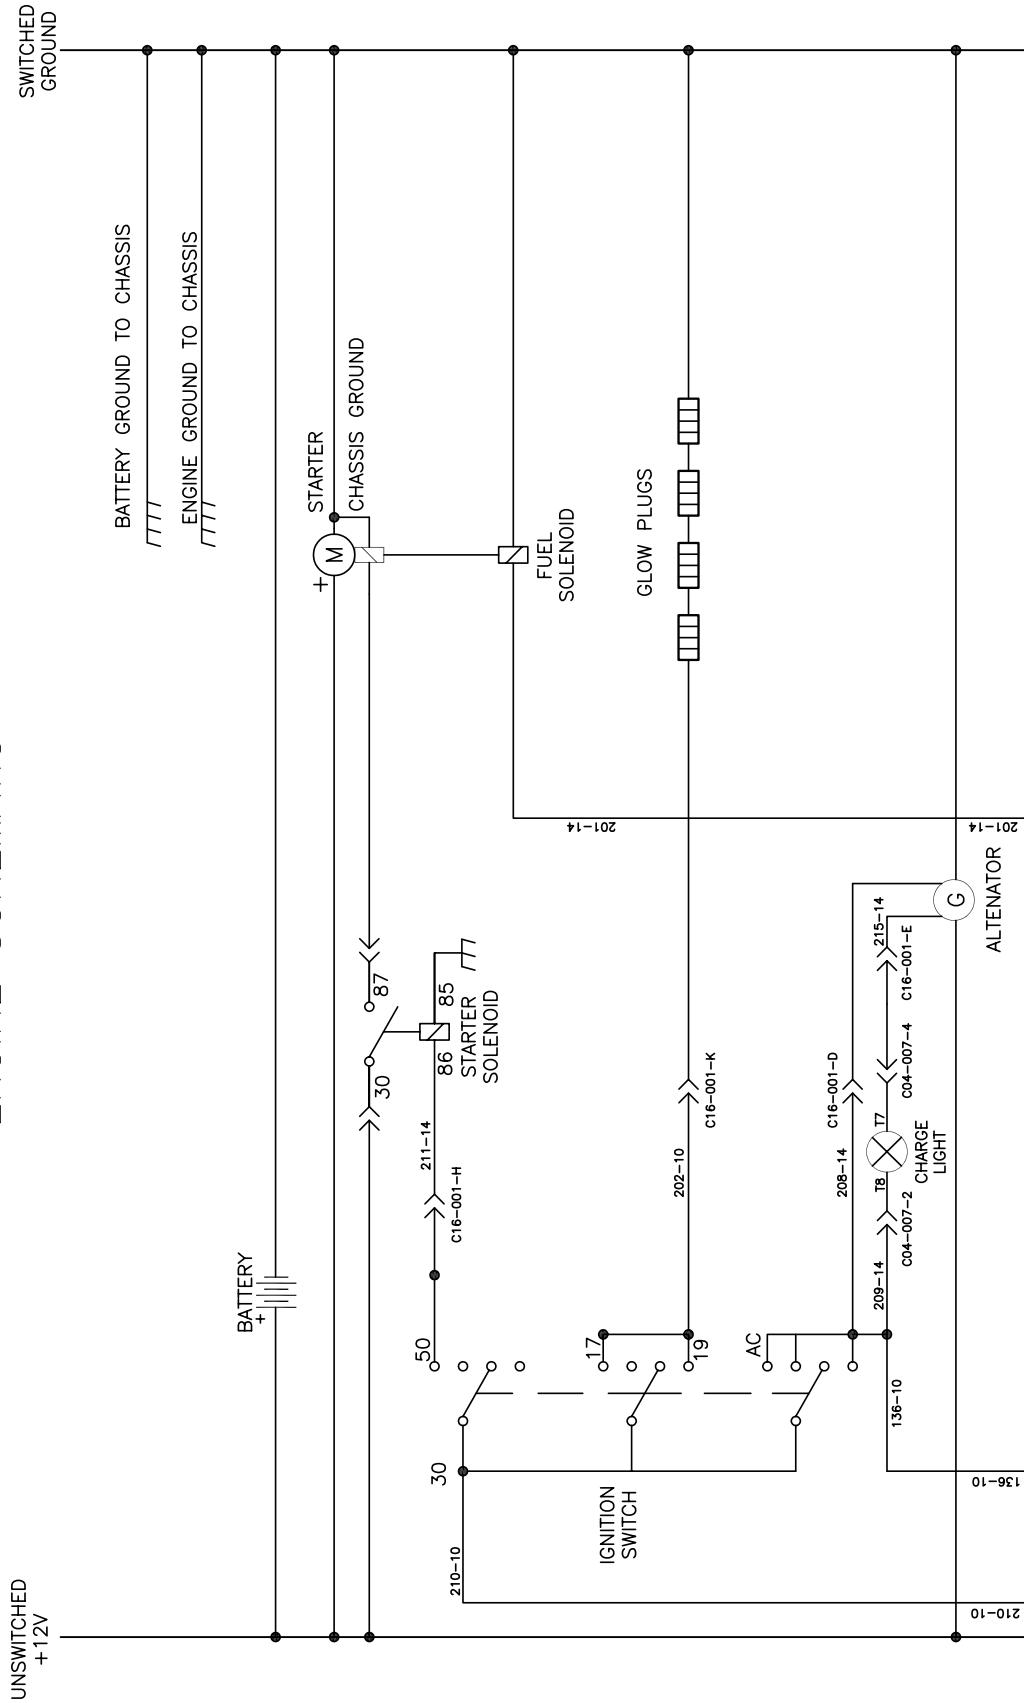 SWITCHED
GROUND
BATTERY GROUND TO CHASSIS
ENGINE GROUND TO CHASSIS
STARTER
CHASSIS GROUND
M
+
FUEL
SOLENOID
GLOW PLUGS
201-14
201-14
ALTENATOR
G
215-14
C16-001-E
87
85
30
86
STARTER
SOLENOID
211-14
C16-001-H
C16-001-K
202-10
C16-001-D
208-14
C04-007-4
T7
CHARGE
LIGHT
T8
C04-007-2
209-14
BATTERY
+
50
17
19
AC
136-10
136-10
30
IGNITION
SWITCH
210-10
210-10
UNSWITCHED
+12V